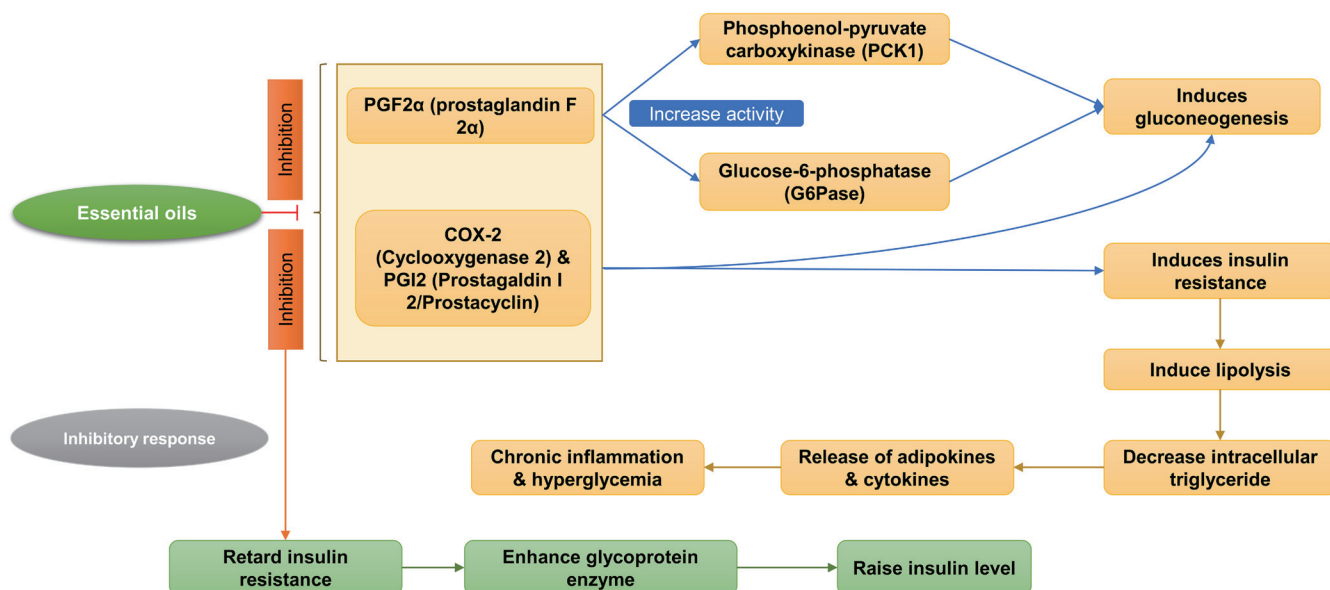 Phosphoenol-pyruvate
carboxykinase (PCK1)
Inhibition
PGF2α (prostaglandin F
2α)
Increase activity
Induces
gluconeogenesis
Glucose-6-phosphatase
(G6Pase)
Essential oils
COX-2
(Cyclooxygenase 2) &
PGI2 (Prostagaldin I
2/Prostacyclin)
Inhibition
Induces insulin
resistance
Induce lipolysis
Inhibitory response
Chronic inflammation
& hyperglycemia
Release of adipokines
& cytokines
Decrease intracellular
triglyceride
Retard insulin
resistance
Enhance glycoprotein
enzyme
Raise insulin level